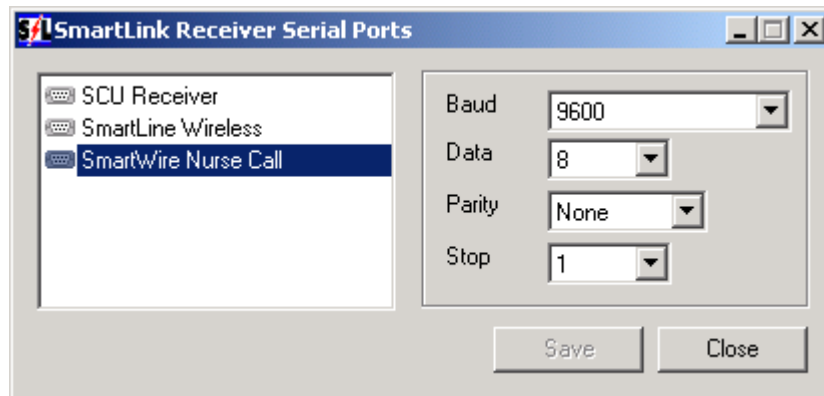 SL SmartLink Receiver Serial Ports
SCU Receiver
SmartLine Wireless
SmartWire Nurse Call
Baud 9600
Data 8
Parity None
Stop 1
Save Close